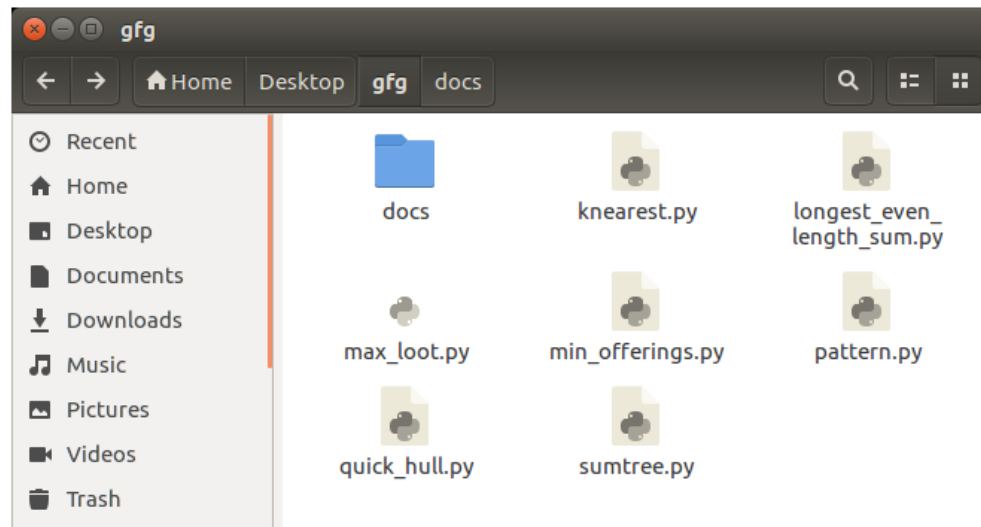 gfg
Home Desktop gfg docs
Recent
Home
Desktop
Documents
Downloads
Music
Pictures
Videos
Trash
docs
knearest.py
longest_even_
length_sum.py
max_loot.py
min_offerings.py
pattern.py
quick_hull.py
sumtree.py